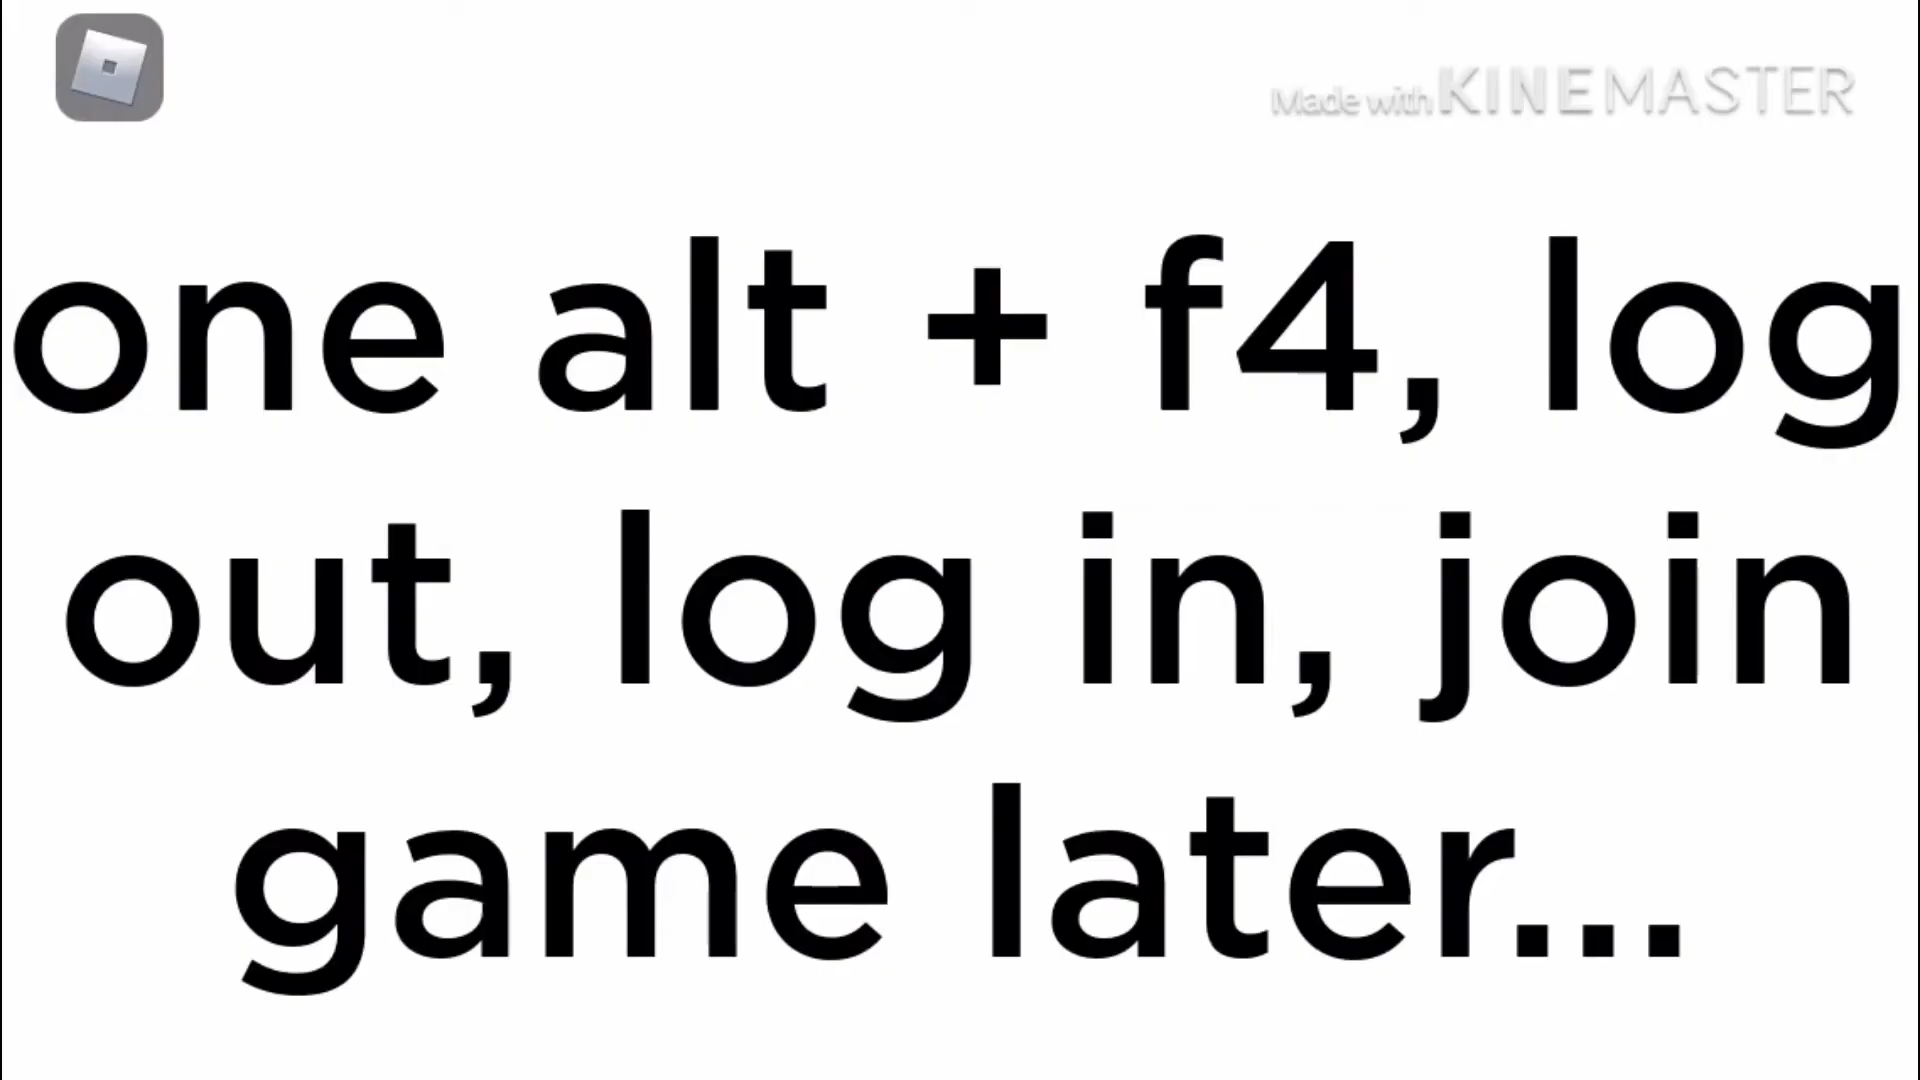 Made with KINEMASTER
one alt + f4, log
out, log in, join
game later...